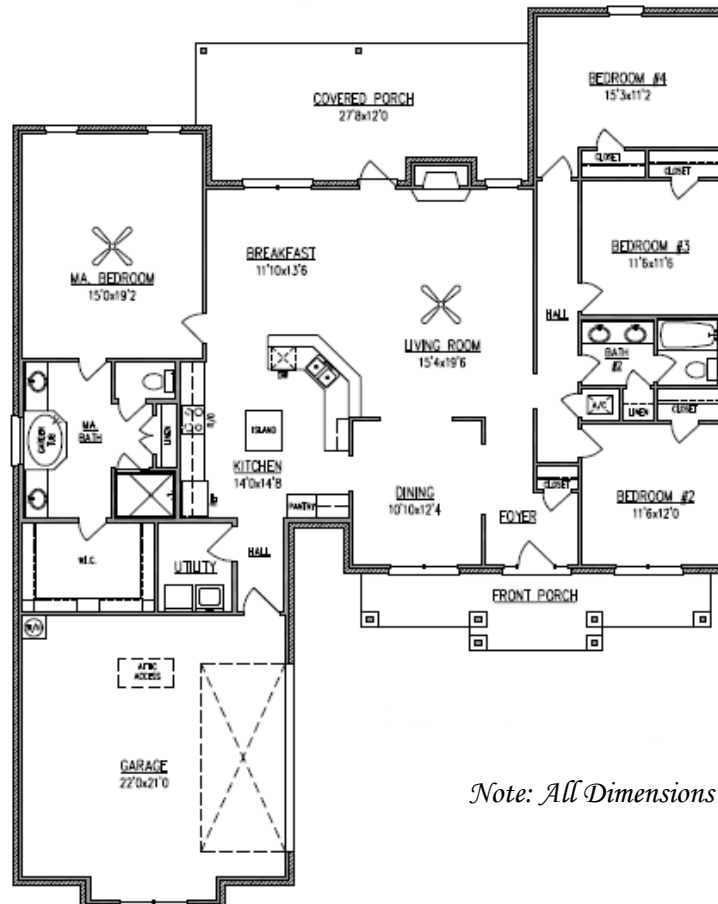 BEDROOM #4
15'3x11'2
COVERED PORCH
27'8x12'0
CLOSET
CLOSET
BREAKFAST
11'10x13'6
BEDROOM #3
11'6x11'6
MA. BEDROOM
15'0x19'2
HALL
LIVING ROOM
15'4x19'6
BATH
#2
DW
A/C
LINEN
CLOSET
GARDEN
TUB
MA.
BATH
LINEN
ISLAND
KITCHEN
14'0x14'8
CLOSET
DINING
10'10x12'4
BEDROOM #2
11'6x12'0
PANTRY
FOYER
W.I.C.
UTILITY
HALL
FRONT PORCH
ATTIC
ACCESS
GARAGE
22'0x21'0
Note: All Dimensions